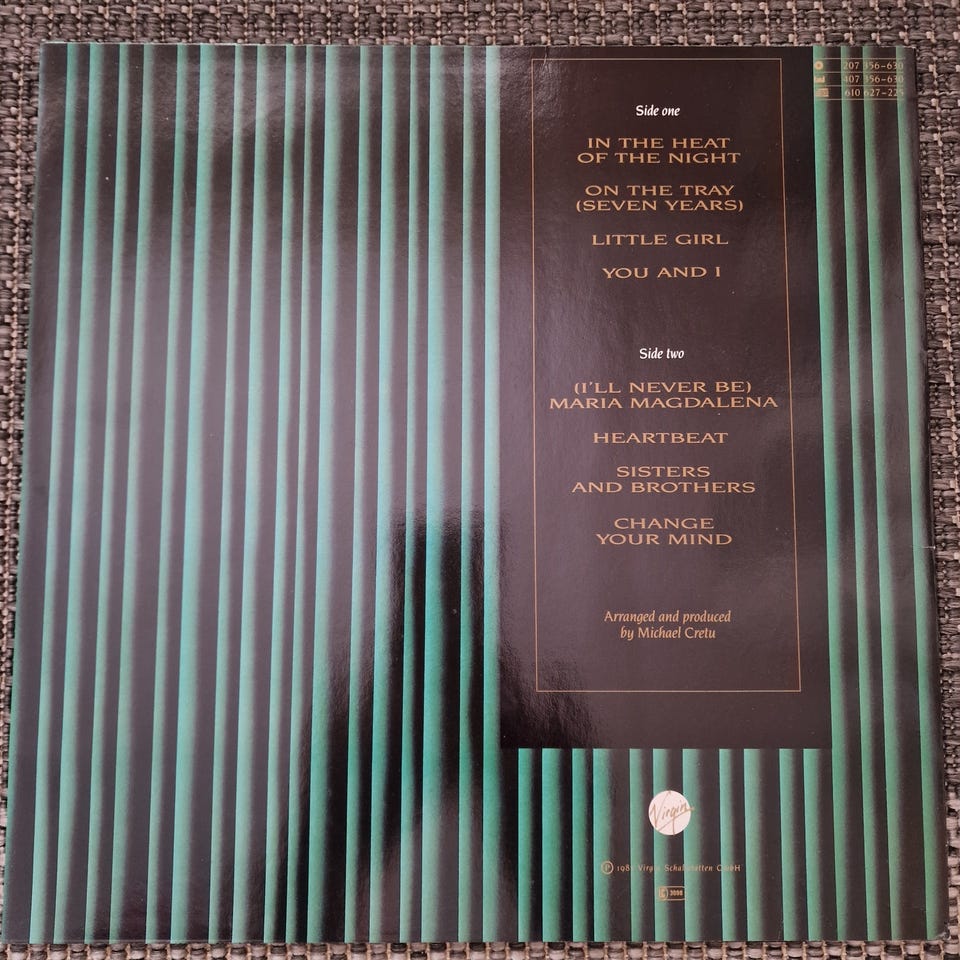 Side one
IN THE HEAT
OF THE NIGHT
ON THE TRAY
(SEVEN YEARS)
LITTLE GIRL
YOU AND I
Side two
(I'LL NEVER BE)
MARIA MAGDALENA
HEARTBEAT
SISTERS
AND BROTHERS
CHANGE
YOUR MIND
Arranged and produced
by Michael Cretu
207 356-630
407 356-630
610 627-225
Virgin
Ⓟ Virgin Schallplatten GmbH
LC 3098